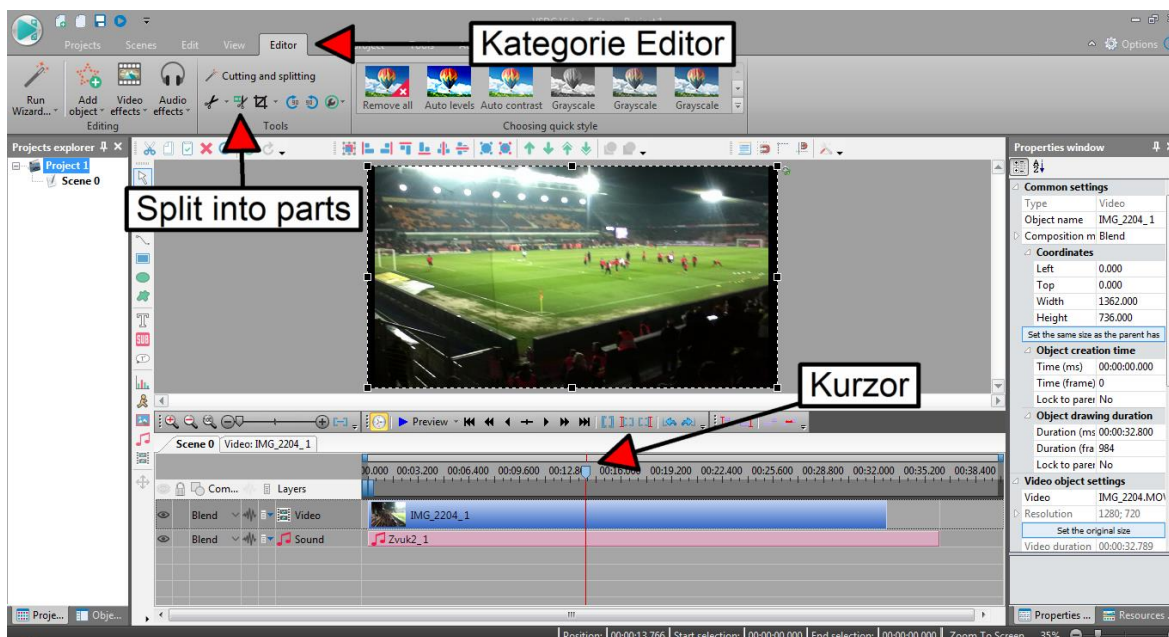 Projects Scenes Edit View Editor
Options
Kategorie Editor
Run Wizard...
Add object
Video effects
Audio effects
Editing
Cutting and splitting
Tools
Remove all
Auto levels
Auto contrast
Grayscale
Grayscale
Grayscale
Choosing quick style
Projects explorer
Project 1
Scene 0
Split into parts
T
SUB
Kurzor
Preview
Scene 0 Video: IMG_2204_1
00:03.200 00:06.400 00:09.600 00:19.200 00:22.400 00:25.600 00:28.800 00:32.000 00:35.200 00:38.400
Com... Layers
Blend Video IMG_2204_1
Blend Sound Zvuk2_1
Properties window
Common settings
Type Video
Object name IMG_2204_1
Composition m Blend
Coordinates
Left 0.000
Top 0.000
Width 1362.000
Height 736.000
Set the same size as the parent has
Object creation time
Time (ms) 00:00:00.000
Time (frame) 0
Lock to parer No
Object drawing duration
Duration (ms 00:00:32.800
Duration (fra 984
Lock to parer No
Video object settings
Video IMG_2204.MOV
Resolution 1280; 720
Set the original size
Video duration 00:00:32.789
Proje... Obje...
Properties ... Resources
Position: 00:00:13.766 Start selection: 00:00:00.000 End selection: 00:00:00.000 Zoom To Screen 35%